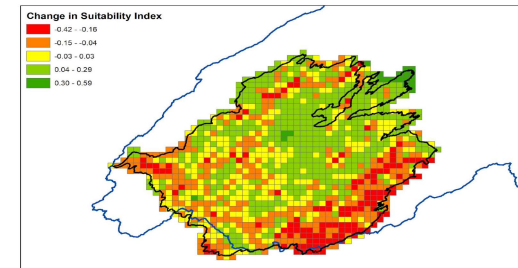 Change in Suitability Index
-0.42 - -0.16
-0.15 - -0.04
-0.03 - 0.03
0.04 - 0.29
0.30 - 0.59